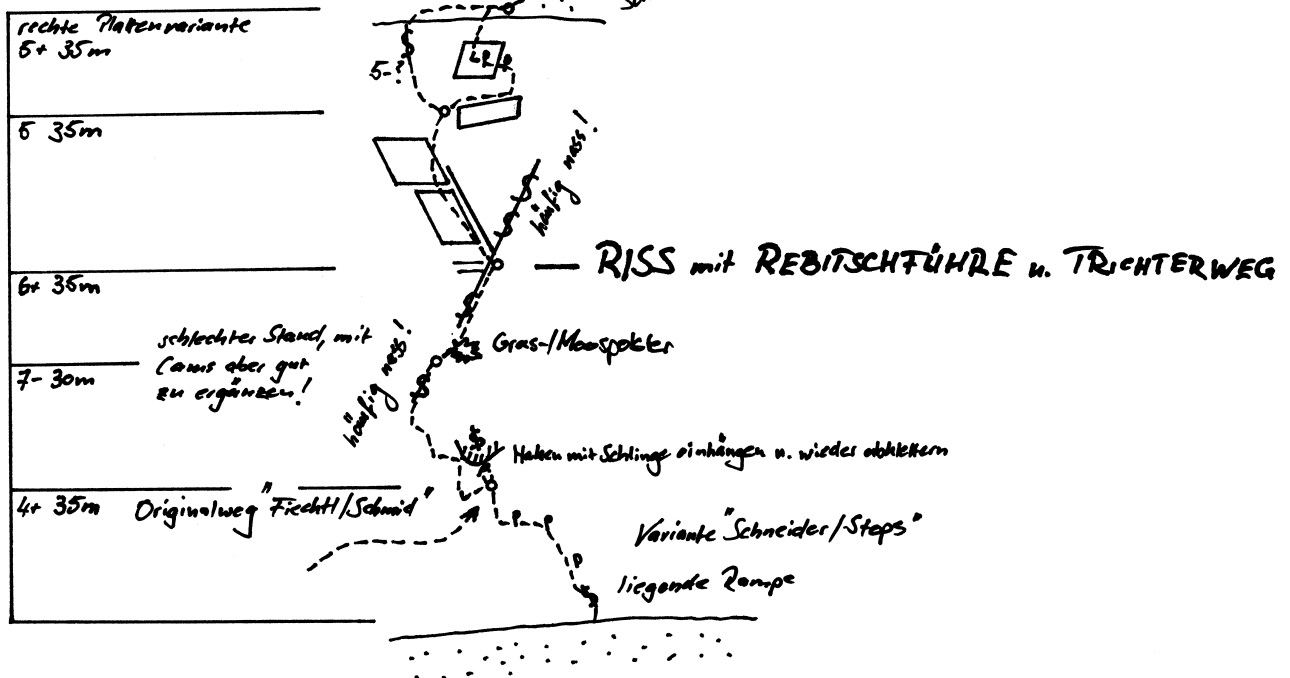 rechte Plattenvariante
5+ 35m
5-?
LR
5 35m
häufig nass!
RISS mit REBITSCHFÜHRE u. TRICHTERWEG
6+ 35m
schlechter Stand, mit
Cams aber gut
zu ergänzen!
häufig nass!
Gras-/Moospolster
7- 30m
Haken mit Schlinge einhängen u. wieder abklettern
4+ 35m
Originalweg "Fiechtl/Schmid"
Variante "Schneider/Steps"
liegende Rampe